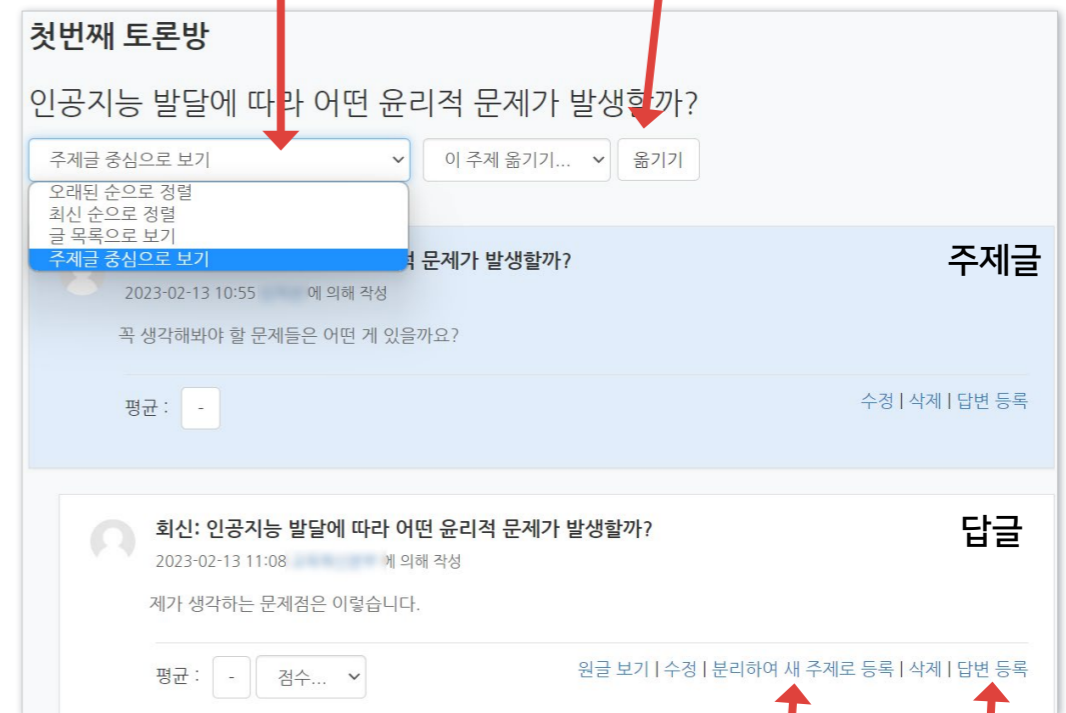 첫번째 토론방
인공지능 발달에 따라 어떤 윤리적 문제가 발생할까?
주제글 중심으로 보기 이 주제 옮기기... 옮기기
오래된 순으로 정렬
최신 순으로 정렬
글 목록으로 보기
주제글 중심으로 보기
문제가 발생할까? 주제글
2023-02-13 10:55 에 의해 작성
꼭 생각해봐야 할 문제들은 어떤 게 있을까요?
평균 : - 수정 | 삭제 | 답변 등록
회신: 인공지능 발달에 따라 어떤 윤리적 문제가 발생할까? 답글
2023-02-13 11:08 에 의해 작성
제가 생각하는 문제점은 이렇습니다.
평균 : - 점수... 원글 보기 | 수정 | 분리하여 새 주제로 등록 | 삭제 | 답변 등록